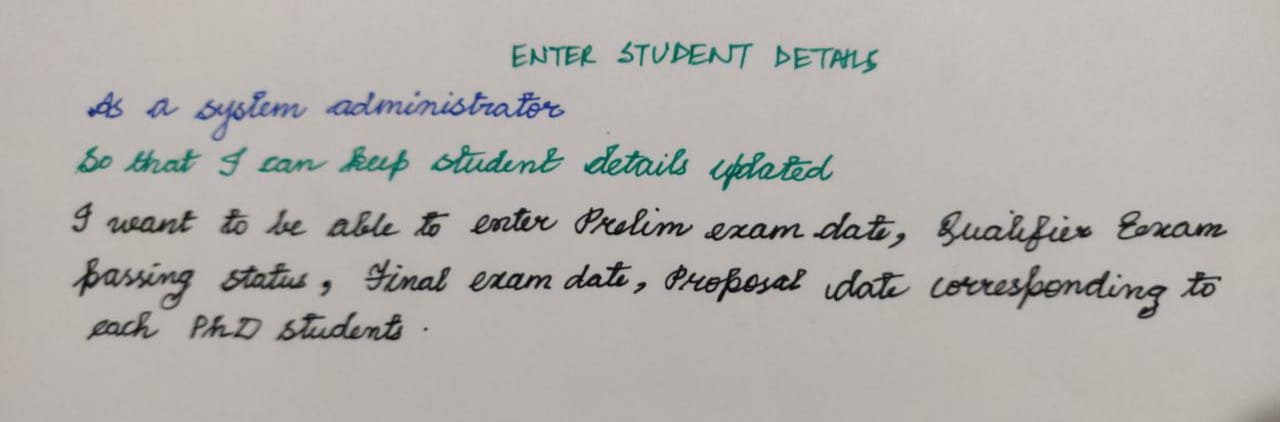 ENTER STUDENT DETAILS
As a system administrator
So that I can keep student details updated
I want to be able to enter Prelim exam date, Qualifier Exam
passing status, Final exam date, Proposal date corresponding to
each PhD students.